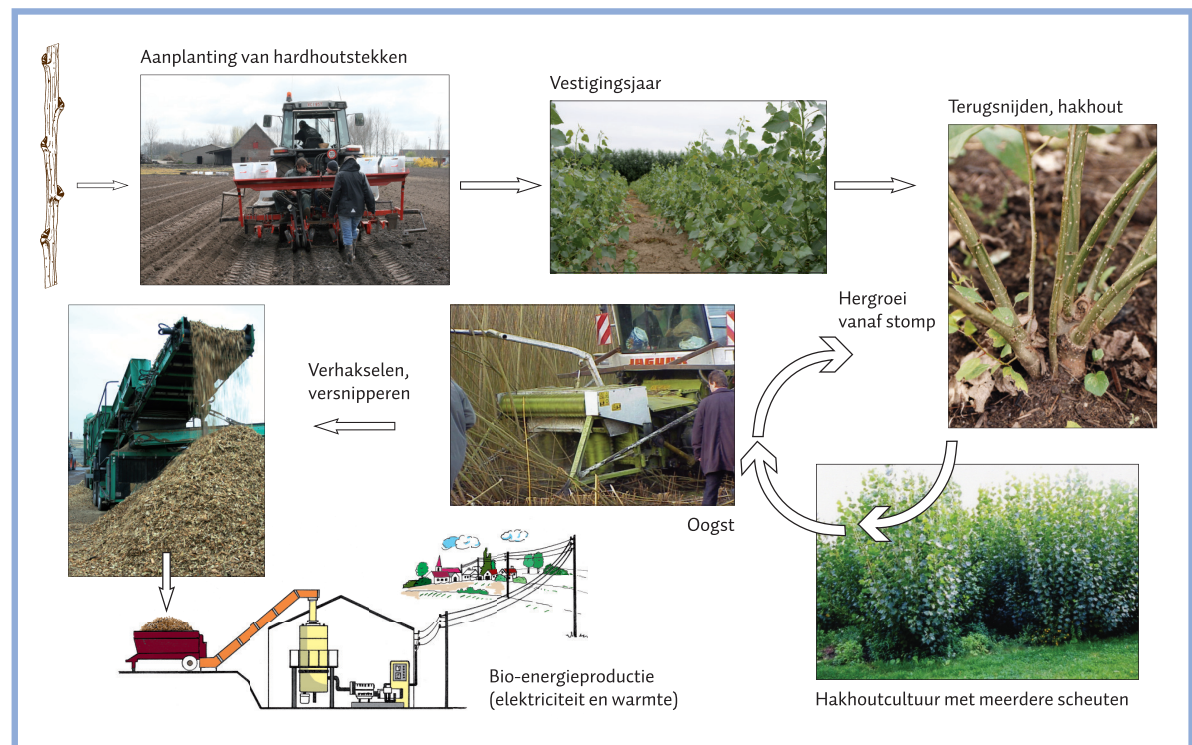 Aanplanting van hardhoutstekken
Vestigingsjaar
Terugsnijden, hakhout
Hergroei
vanaf stomp
Verhakselen,
versnipperen
JAGUAR
Oogst
Bio-energieproductie
(elektriciteit en warmte)
Hakhoutcultuur met meerdere scheuten